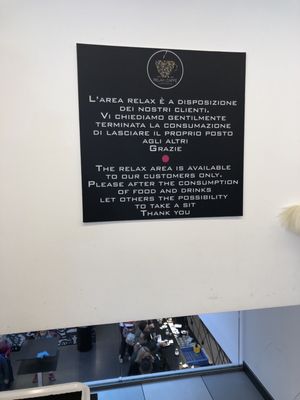 RELAX CAFFÈ
L'AREA RELAX È A DISPOSIZIONE
DEI NOSTRI CLIENTI.
VI CHIEDIAMO GENTILMENTE
TERMINATA LA CONSUMAZIONE
DI LASCIARE IL PROPRIO POSTO
AGLI ALTRI
GRAZIE
THE RELAX AREA IS AVAILABLE
TO OUR CUSTOMERS ONLY.
PLEASE AFTER THE CONSUMPTION
OF FOOD AND DRINKS
LET OTHERS THE POSSIBILITY
TO TAKE A SIT
THANK YOU